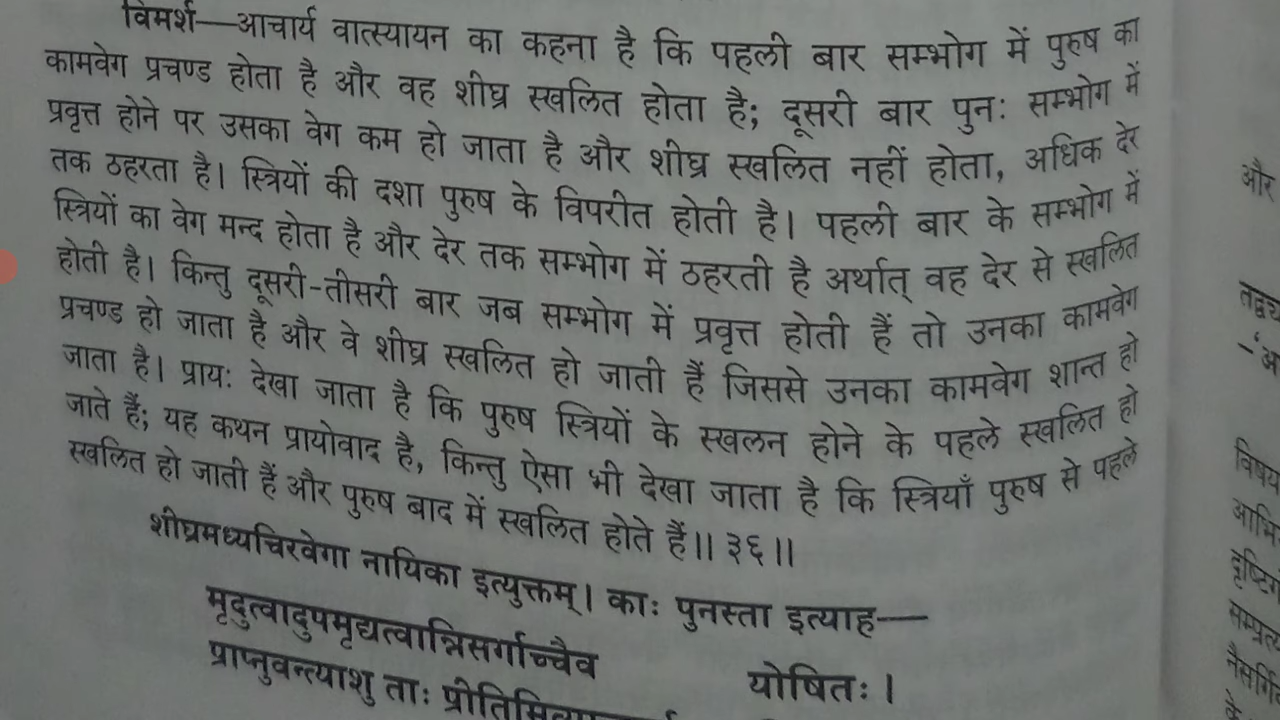 विमर्श—आचार्य वात्स्यायन का कहना है कि पहली बार सम्भोग में पुरुष का
कामवेग प्रचण्ड होता है और वह शीघ्र स्खलित होता है; दूसरी बार पुनः सम्भोग में
प्रवृत्त होने पर उसका वेग कम हो जाता है और शीघ्र स्खलित नहीं होता, अधिक देर
तक ठहरता है। स्त्रियों की दशा पुरुष के विपरीत होती है। पहली बार के सम्भोग में
स्त्रियों का वेग मन्द होता है और देर तक सम्भोग में ठहरती है अर्थात् वह देर से स्खलित
होती है। किन्तु दूसरी-तीसरी बार जब सम्भोग में प्रवृत्त होती हैं तो उनका कामवेग
प्रचण्ड हो जाता है और वे शीघ्र स्खलित हो जाती हैं जिससे उनका कामवेग शान्त हो
जाता है। प्रायः देखा जाता है कि पुरुष स्त्रियों के स्खलन होने के पहले स्खलित हो
जाते हैं; यह कथन प्रायोवाद है, किन्तु ऐसा भी देखा जाता है कि स्त्रियाँ पुरुष से पहले
स्खलित हो जाती हैं और पुरुष बाद में स्खलित होते हैं॥ ३६॥
शीघ्रमध्यचिरवेगा नायिका इत्युक्तम्। काः पुनस्ता इत्याह—
मृदुत्वादुपमृद्यत्वान्निसर्गाच्चैव योषितः।
प्राप्नुवन्त्याशु ताः
और
विषय